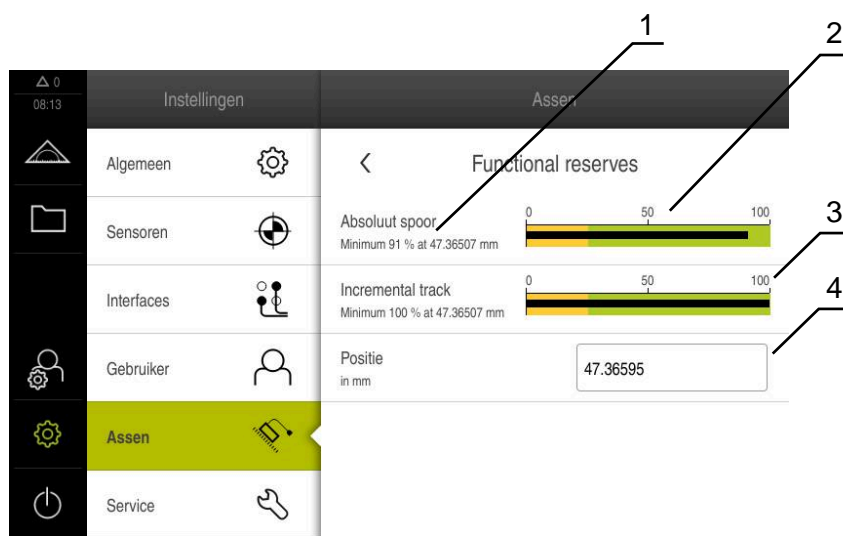 1
2
△ 0
08:13
Instellingen
Assen
Algemeen
Functional reserves
Absoluut spoor
Minimum 91 % at 47.36507 mm
0 50 100
3
Sensoren
Incremental track
Minimum 100 % at 47.36507 mm
0 50 100
4
Interfaces
Positie
in mm
47.36595
Gebruiker
Assen
Service